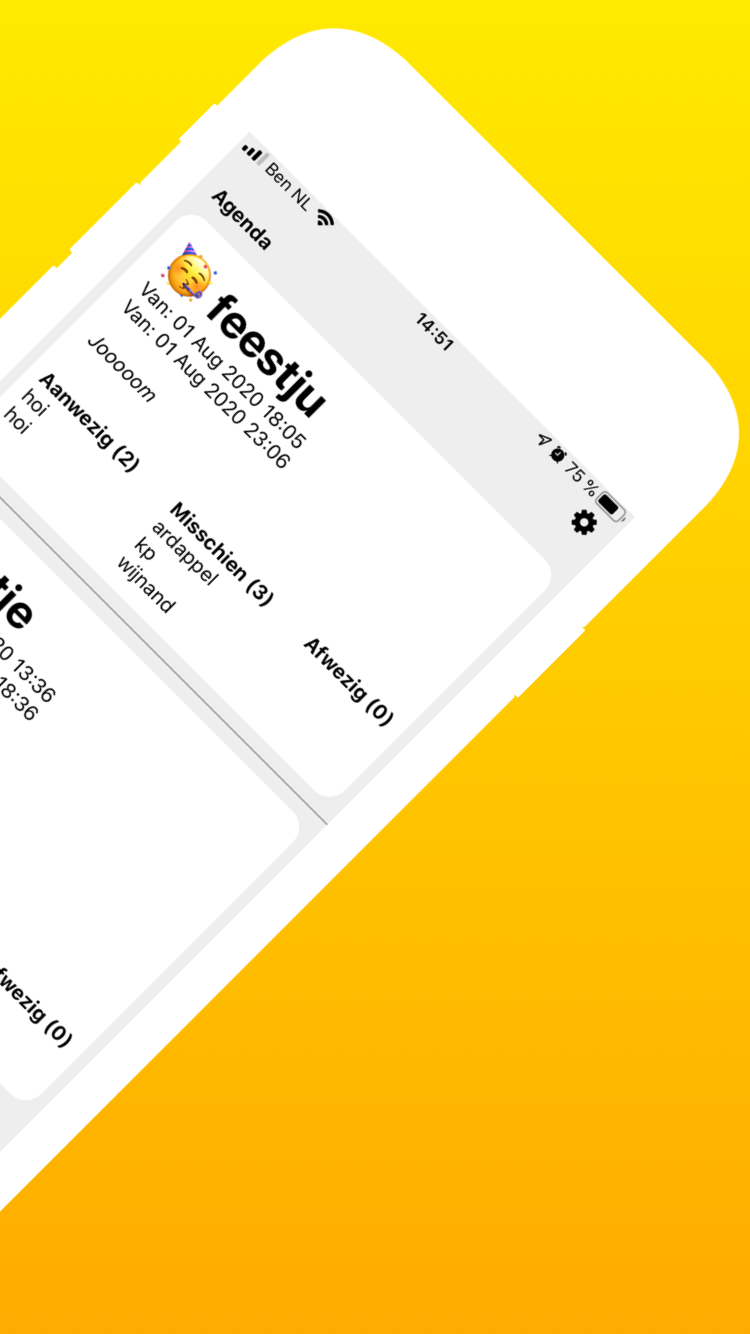 Ben NL
14:51
75 %
Agenda
🥳 feestju
Van: 01 Aug 2020 18:05
Van: 01 Aug 2020 23:06
Jooooom
Aanwezig (2)
hoi
hoi
Misschien (3)
ardappel
kp
wijnand
Afwezig (0)
tje
20 13:36
18:36
fwezig (0)